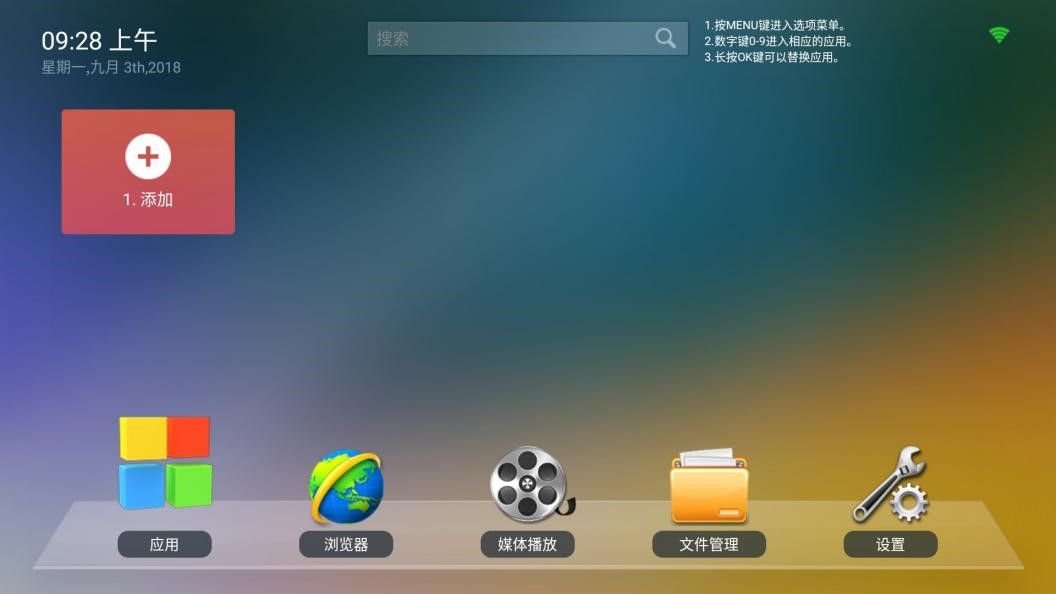 09:28 上午
星期一,九月 3th,2018
搜索
1.按MENU键进入选项菜单。
2.数字键0-9进入相应的应用。
3.长按OK键可以替换应用。
1. 添加
应用
浏览器
媒体播放
文件管理
设置